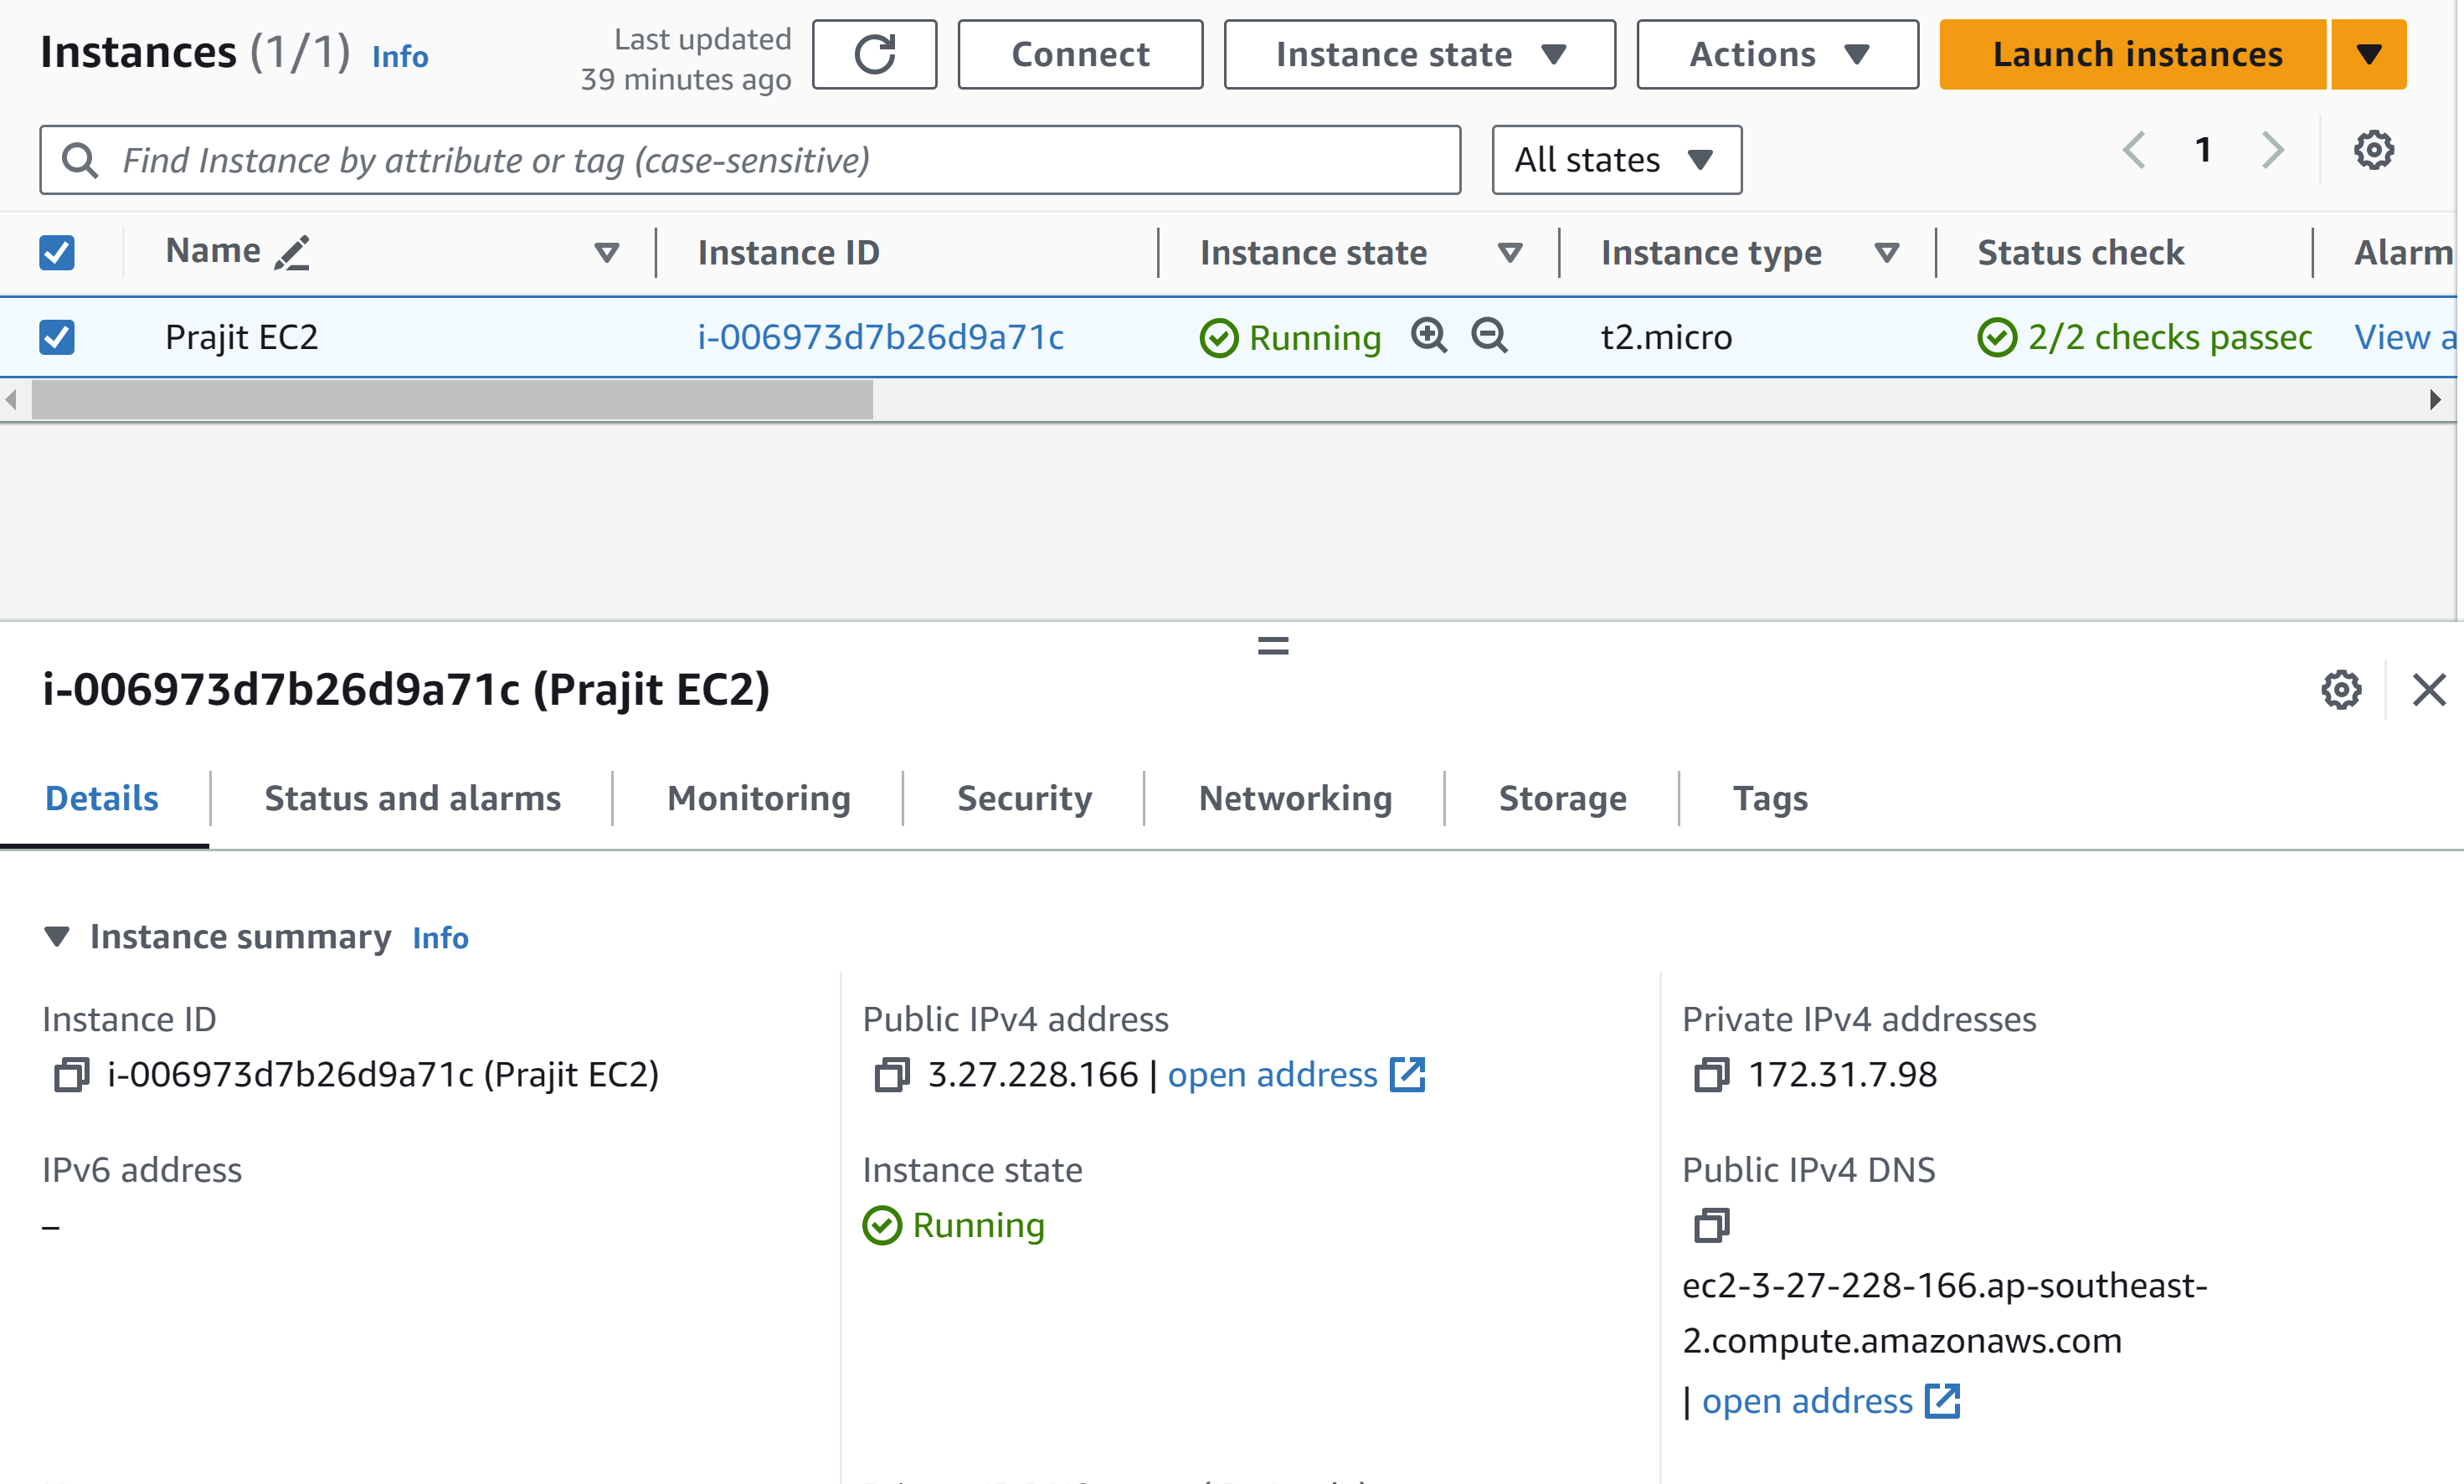 Instances (1/1) Info
Last updated
39 minutes ago
Connect
Instance state
Actions
Launch instances
Find Instance by attribute or tag (case-sensitive)
All states
1
Name
Instance ID
Instance state
Instance type
Status check
Alarm
Prajit EC2
i-006973d7b26d9a71c
Running
t2.micro
2/2 checks passec
View a
i-006973d7b26d9a71c (Prajit EC2)
Details
Status and alarms
Monitoring
Security
Networking
Storage
Tags
Instance summary Info
Instance ID
i-006973d7b26d9a71c (Prajit EC2)
Public IPv4 address
3.27.228.166 | open address
Private IPv4 addresses
172.31.7.98
IPv6 address
–
Instance state
Running
Public IPv4 DNS
ec2-3-27-228-166.ap-southeast-
2.compute.amazonaws.com
| open address